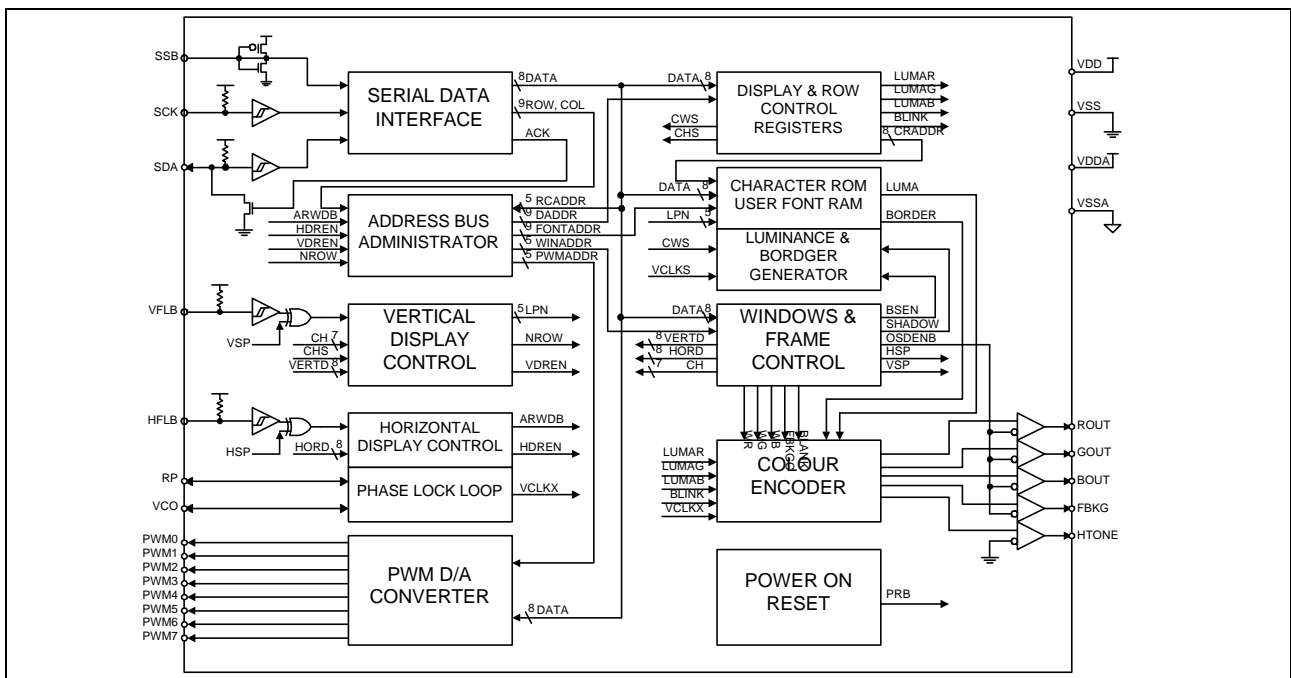 SSB
SCK
SDA
SERIAL DATA
INTERFACE
8 DATA
9 ROW, COL
ACK
ARWDB
HDREN
VDREN
NROW
ADDRESS BUS
ADMINISTRATOR
5 RCADDR
9 DADDR
9 FONTADDR
WINADDR
5 PWMADDR
VFLB
VSP
CH 7
CHS
VERTD 8
VERTICAL
DISPLAY
CONTROL
5 LPN
NROW
VDREN
HFLB
HSP
HORD 8
HORIZONTAL
DISPLAY CONTROL
ARWDB
HDREN
RP
VCO
PHASE LOCK LOOP
VCLKX
PWM0
PWM1
PWM2
PWM3
PWM4
PWM5
PWM6
PWM7
PWM D/A
CONVERTER
8 DATA
DATA 8
CWS
CHS
DISPLAY & ROW
CONTROL
REGISTERS
LUMAR
LUMAG
LUMAB
BLINK
8 CRADDR
DATA 8
LPN 5
CWS
VCLKS
CHARACTER ROM
USER FONT RAM
LUMA
BORDER
LUMINANCE &
BORDGER
GENERATOR
DATA 8
8 VERTD
8 HORD
7 CH
WINDOWS &
FRAME
CONTROL
BSEN
SHADOW
OSDENB
HSP
VSP
WR
WG
WB
BLANK
LUMAR
LUMAG
LUMAB
BLINK
VCLKX
COLOUR
ENCODER
POWER ON
RESET
PRB
VDD
VSS
VDDA
VSSA
ROUT
GOUT
BOUT
FBKG
HTONE